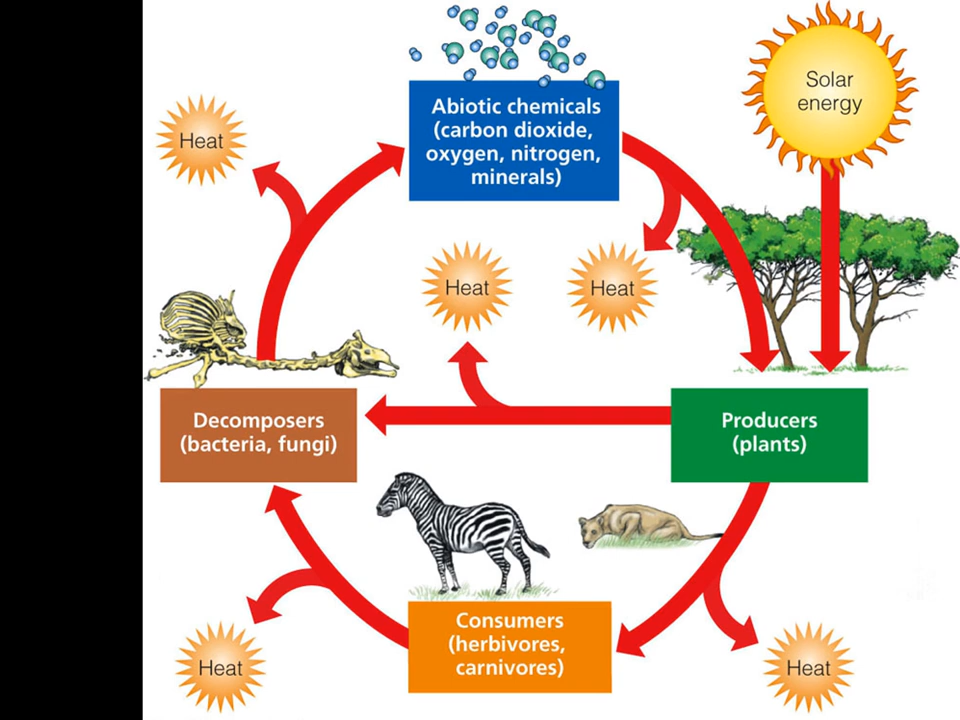 Solar
energy
Abiotic chemicals
(carbon dioxide,
oxygen, nitrogen,
minerals)
Heat
Heat
Heat
Decomposers
(bacteria, fungi)
Producers
(plants)
Consumers
(herbivores,
carnivores)
Heat
Heat